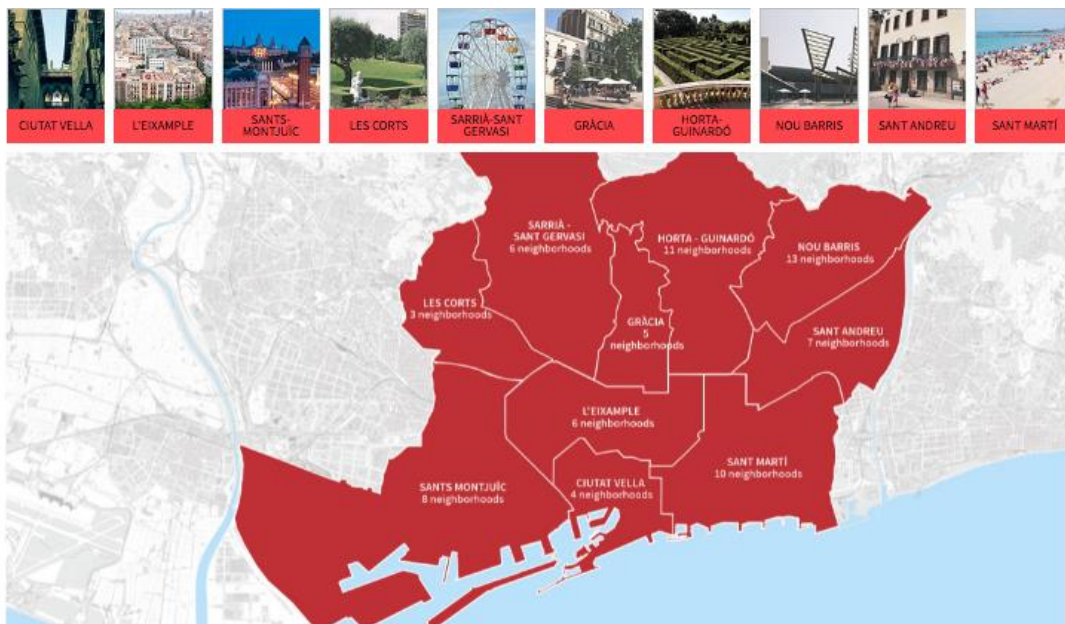 CIUTAT VELLA
L'EIXAMPLE
SANTS-
MONTJUÏC
LES CORTS
SARRIÀ-SANT
GERVASI
GRÀCIA
HORTA-
GUINARDÓ
NOU BARRIS
SANT ANDREU
SANT MARTÍ
SARRIÀ -
SANT GERVASI
6 neighborhoods
HORTA - GUINARDÓ
11 neighborhoods
NOU BARRIS
13 neighborhoods
LES CORTS
3 neighborhoods
GRÀCIA
5
neighborhoods
SANT ANDREU
7 neighborhoods
L'EIXAMPLE
6 neighborhoods
SANT MARTÍ
10 neighborhoods
SANTS MONTJUÏC
8 neighborhoods
CIUTAT VELLA
4 neighborhoods